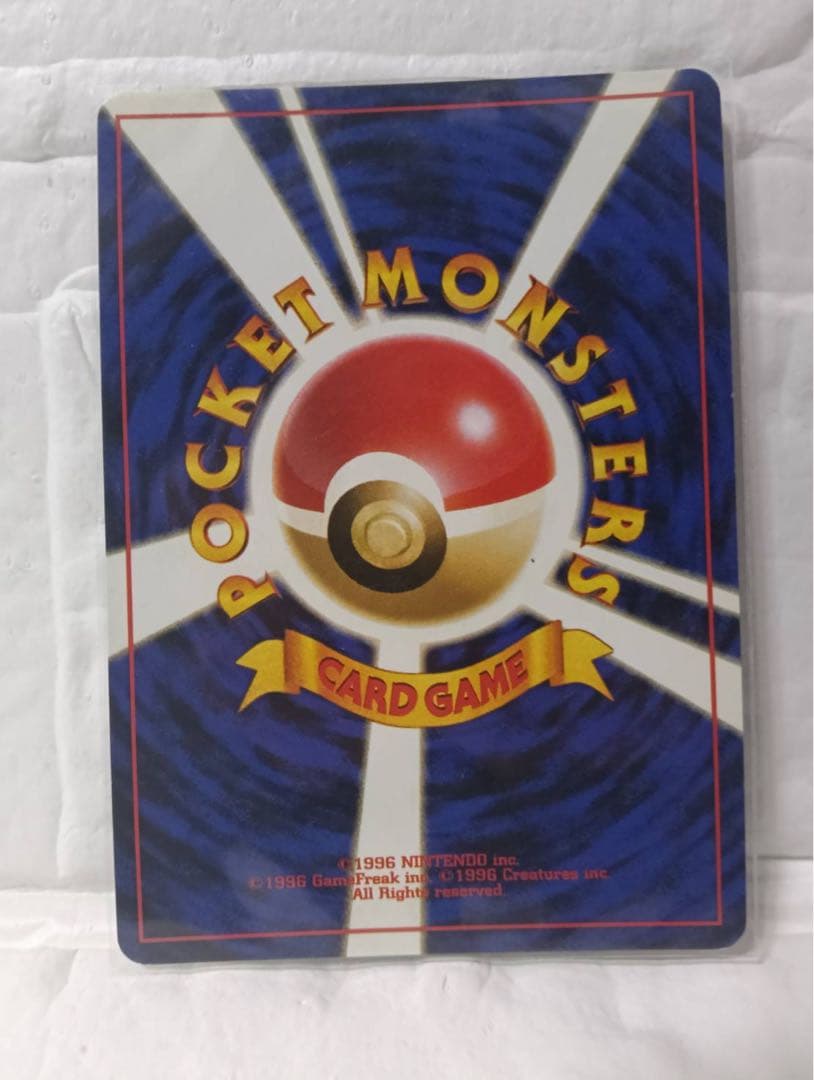 POCKET MONSTERS
CARD GAME
©1996 NINTENDO inc.
©1996 GameFreak inc. ©1996 Creatures inc.
All Rights reserved.